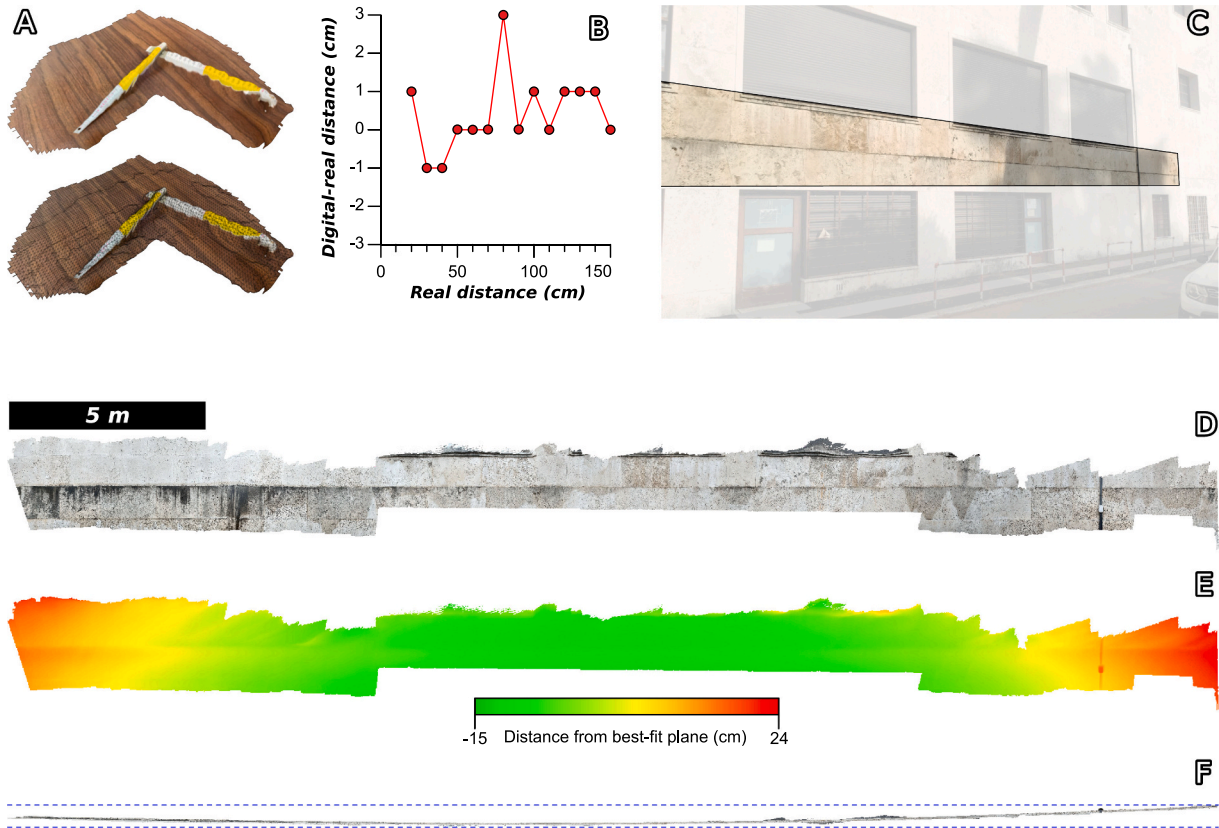 A
B
C
3
2
1
0
-1
-2
-3
Digital-real distance (cm)
0
50
100
150
Real distance (cm)
5 m
D
E
-15
Distance from best-fit plane (cm)
24
F